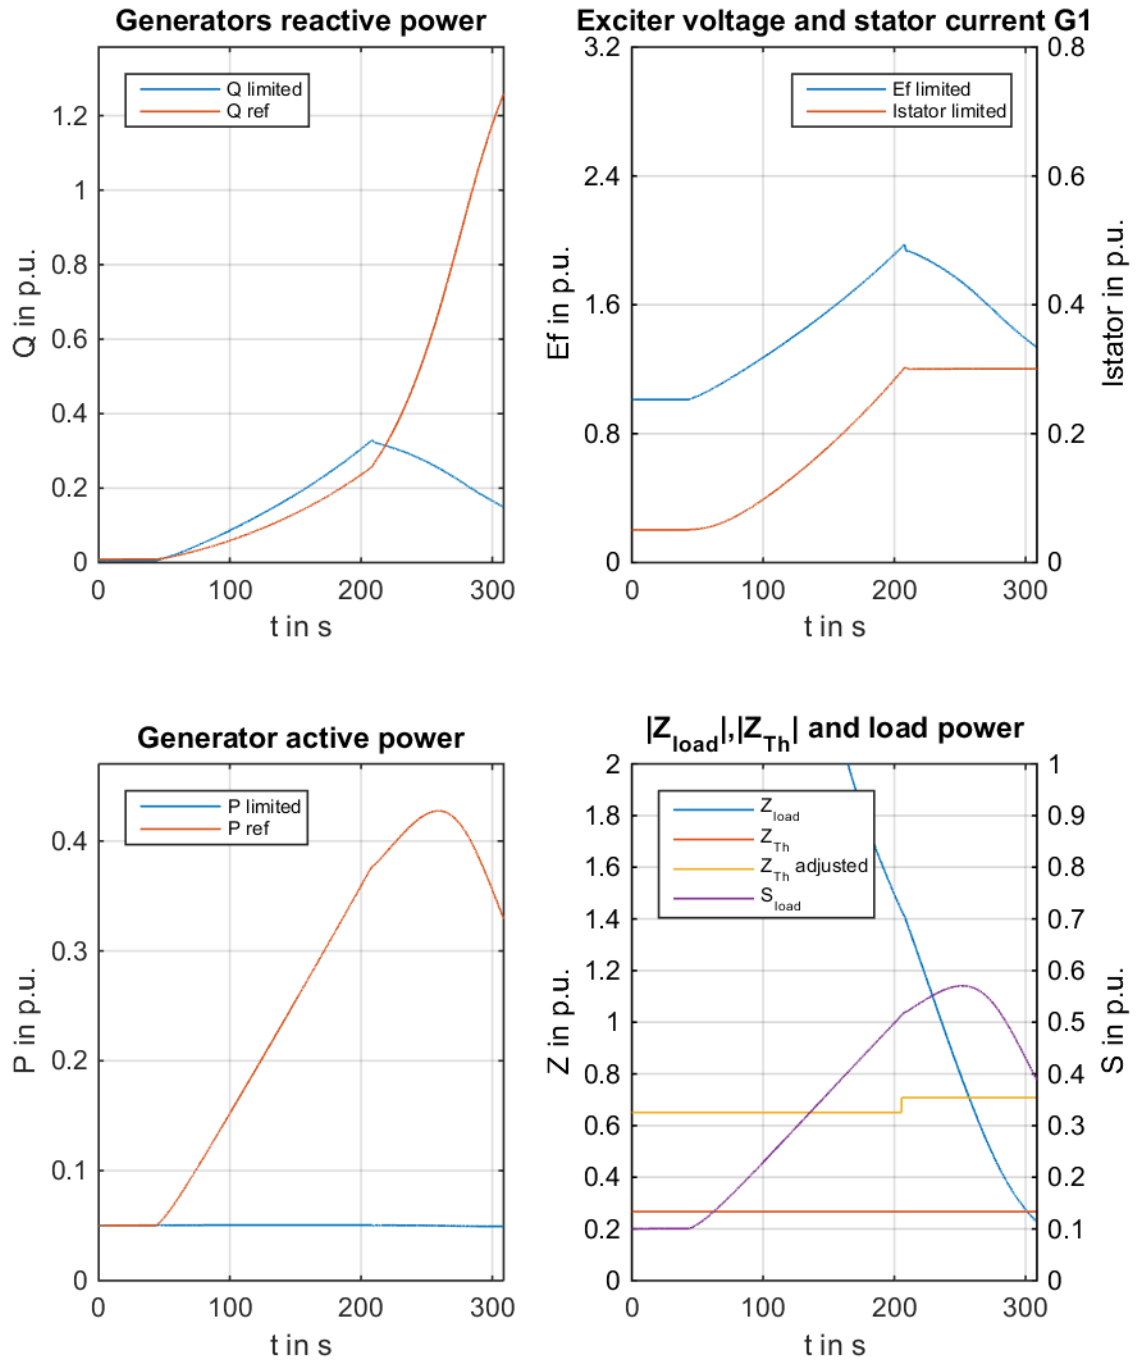 Generators reactive power
Q limited
Q ref
1.2
1
0.8
0.6
0.4
0.2
0
Q in p.u.
0 100 200 300
t in s
Exciter voltage and stator current G1
Ef limited
Istator limited
3.2
2.4
1.6
0.8
0
Ef in p.u.
0.8
0.6
0.4
0.2
0
Istator in p.u.
0 100 200 300
t in s
Generator active power
P limited
P ref
0.4
0.3
0.2
0.1
0
P in p.u.
0 100 200 300
t in s
|Z_load|,|Z_Th| and load power
Z_load
Z_Th
Z_Th adjusted
S_load
2
1.8
1.6
1.4
1.2
1
0.8
0.6
0.4
0.2
0
Z in p.u.
1
0.9
0.8
0.7
0.6
0.5
0.4
0.3
0.2
0.1
0
S in p.u.
0 100 200 300
t in s